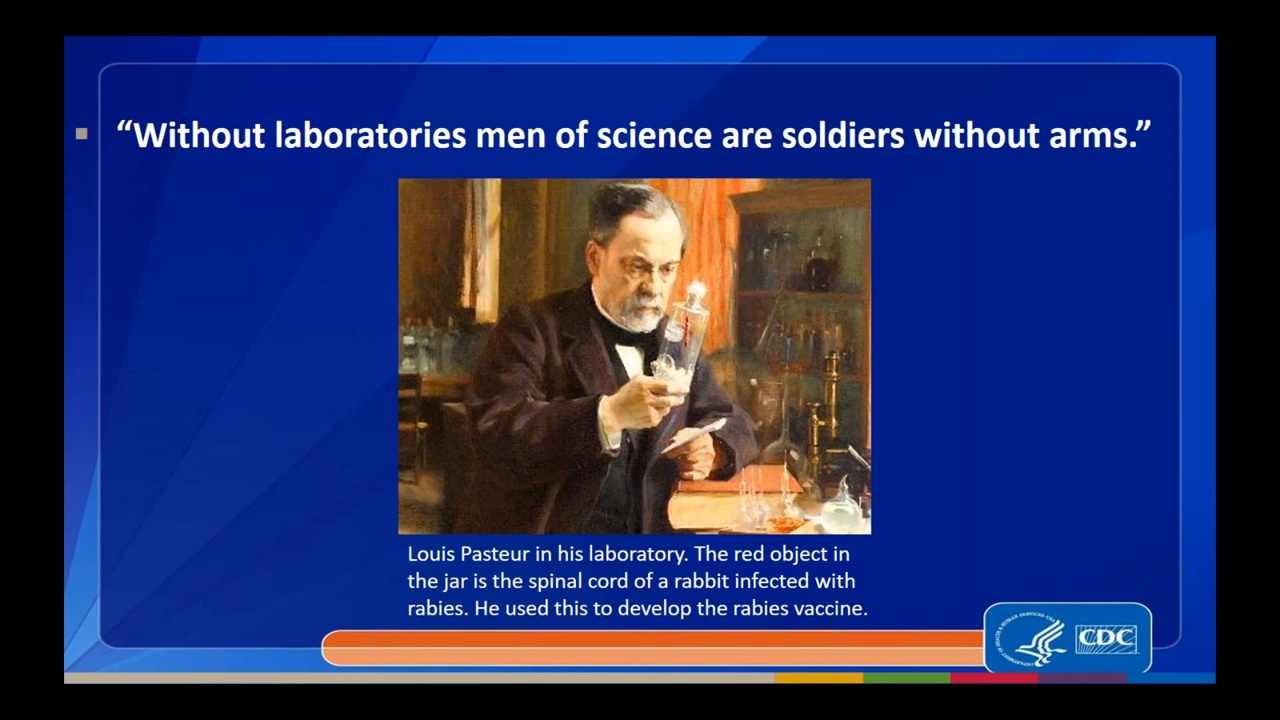 “Without laboratories men of science are soldiers without arms.”
Louis Pasteur in his laboratory. The red object in
the jar is the spinal cord of a rabbit infected with
rabies. He used this to develop the rabies vaccine.
CDC